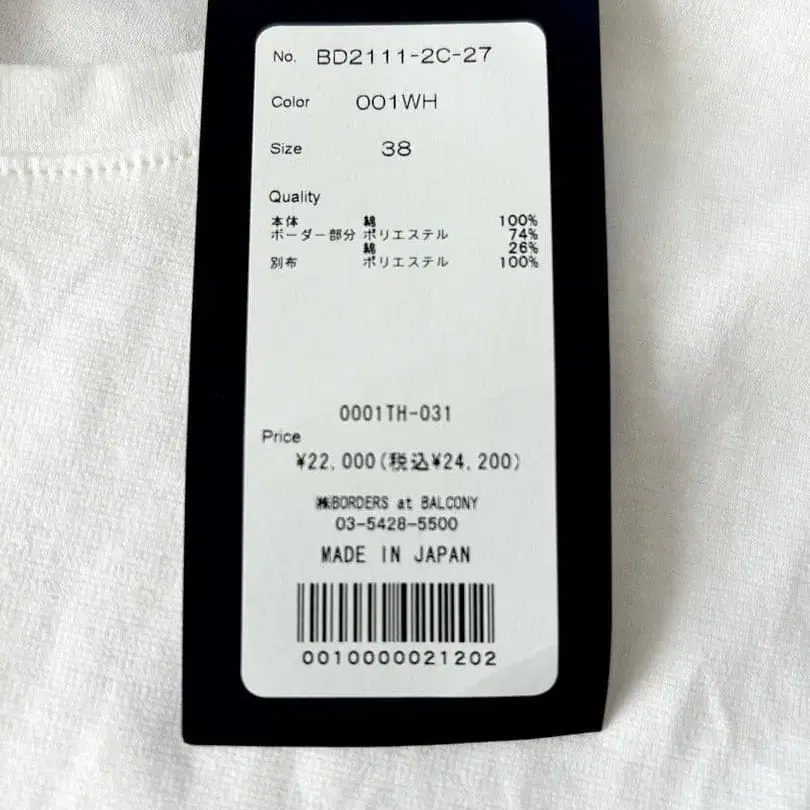 No. BD2111-2C-27
Color 001WH
Size 38
Quality
本体 綿 100%
ボーダー部分 ポリエステル 74%
綿 26%
別布 ポリエステル 100%
0001TH-031
Price
¥22,000(税込¥24,200)
㈱BORDERS at BALCONY
03-5428-5500
MADE IN JAPAN
0010000021202